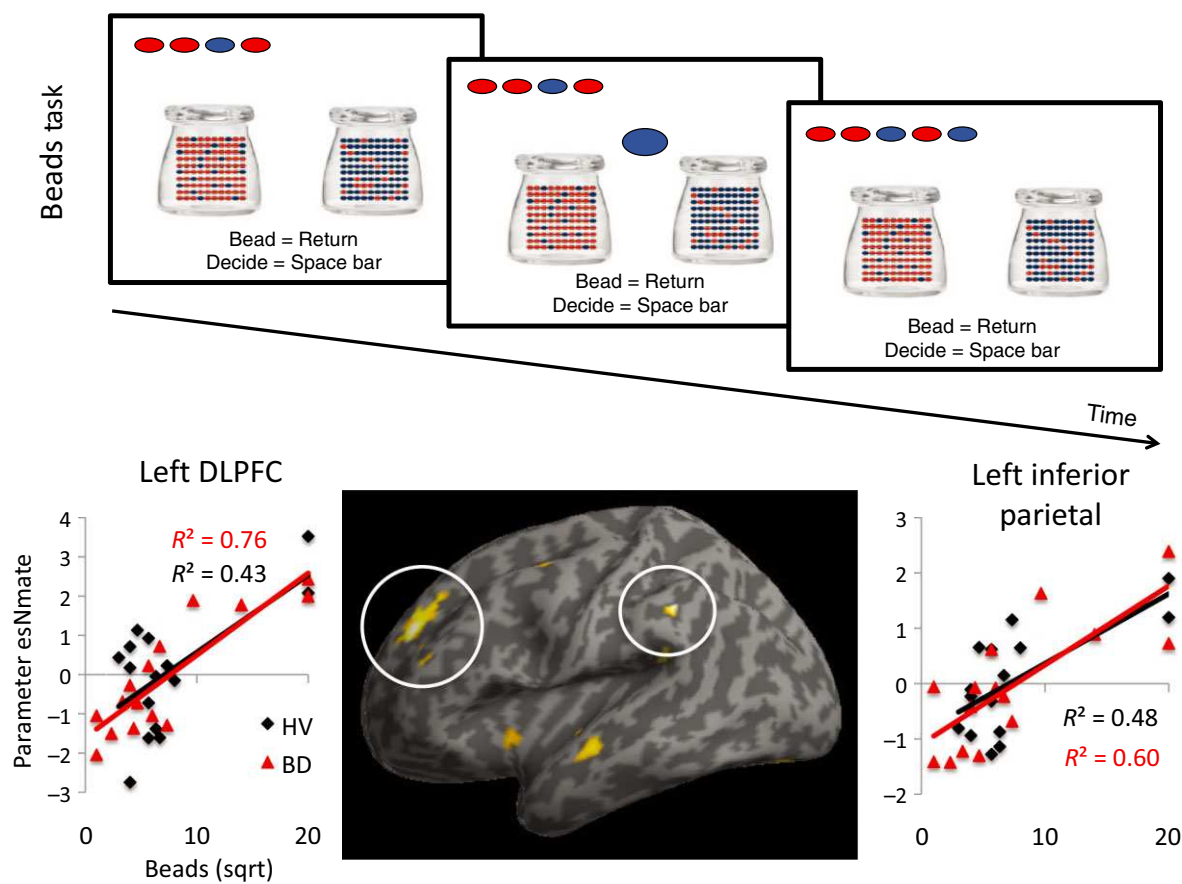 Beads task
Bead = Return
Decide = Space bar
Bead = Return
Decide = Space bar
Bead = Return
Decide = Space bar
Time
Left DLPFC
R² = 0.76
R² = 0.43
4
3
2
1
0
–1
–2
–3
Parameter esNmate
HV
BD
0
10
20
Beads (sqrt)
Left inferior
parietal
3
2
1
0
–1
–2
R² = 0.48
R² = 0.60
0
10
20